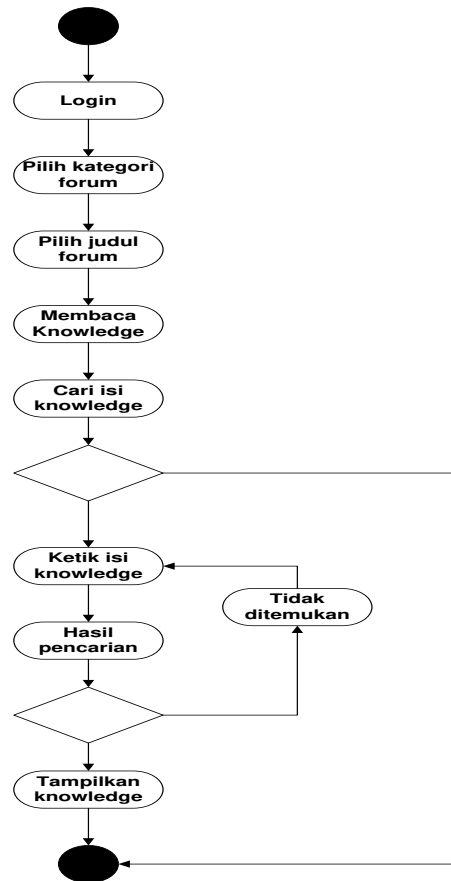 Login
Pilih kategori
forum
Pilih judul
forum
Membaca
Knowledge
Cari isi
knowledge
Ketik isi
knowledge
Tidak
ditemukan
Hasil
pencarian
Tampilkan
knowledge